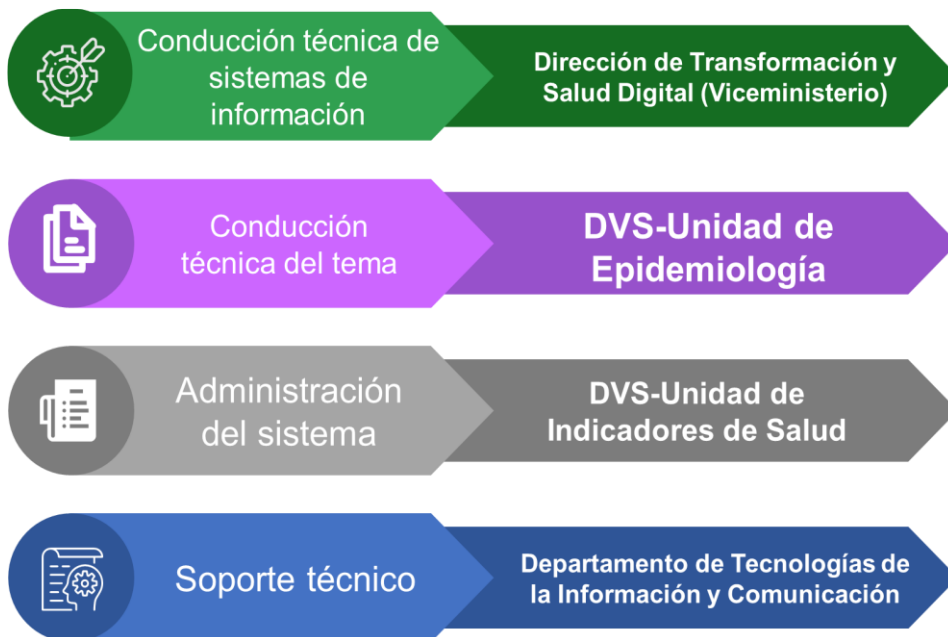 Conducción técnica de
sistemas de
información
Dirección de Transformación y
Salud Digital (Viceministerio)
Conducción
técnica del tema
DVS-Unidad de
Epidemiología
Administración
del sistema
DVS-Unidad de
Indicadores de Salud
Soporte técnico
Departamento de Tecnologías de
la Información y Comunicación